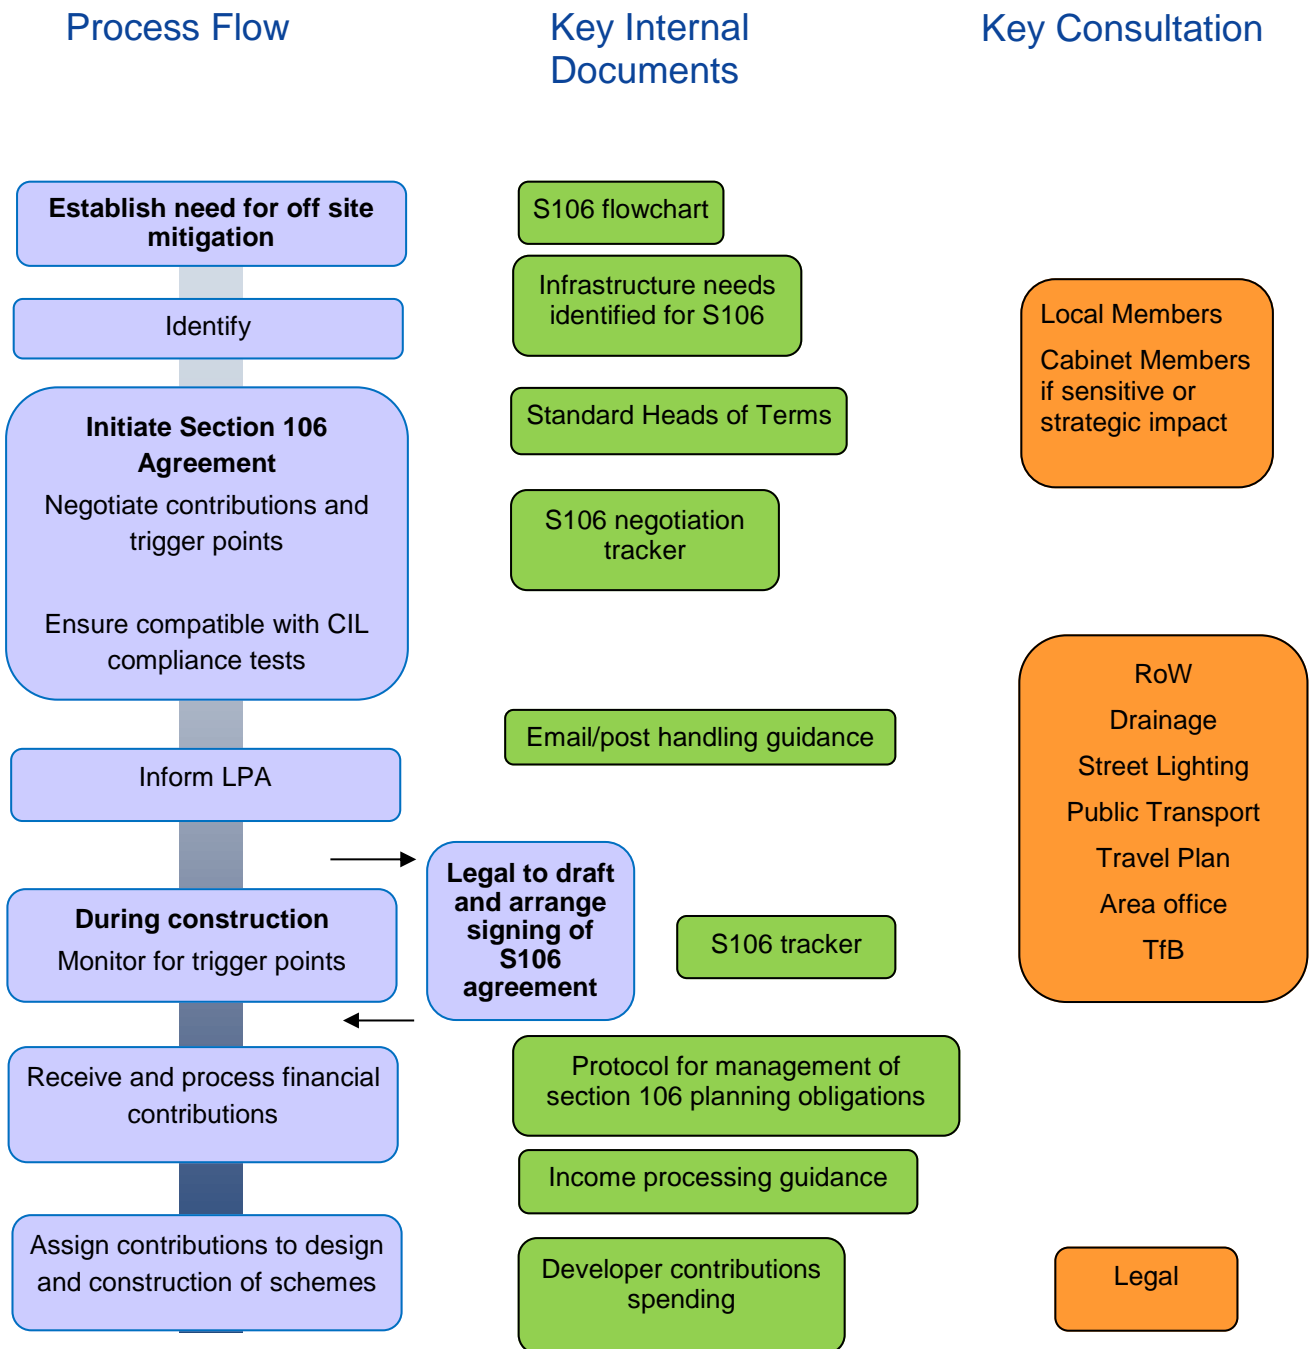 Process Flow
Key Internal
Documents
Key Consultation
Establish need for off site
mitigation
Identify
Initiate Section 106
Agreement
Negotiate contributions and
trigger points
Ensure compatible with CIL
compliance tests
Inform LPA
During construction
Monitor for trigger points
Receive and process financial
contributions
Assign contributions to design
and construction of schemes
Legal to draft
and arrange
signing of
S106
agreement
S106 flowchart
Infrastructure needs
identified for S106
Standard Heads of Terms
S106 negotiation
tracker
Email/post handling guidance
S106 tracker
Protocol for management of
section 106 planning obligations
Income processing guidance
Developer contributions
spending
Local Members
Cabinet Members
if sensitive or
strategic impact
RoW
Drainage
Street Lighting
Public Transport
Travel Plan
Area office
TfB
Legal